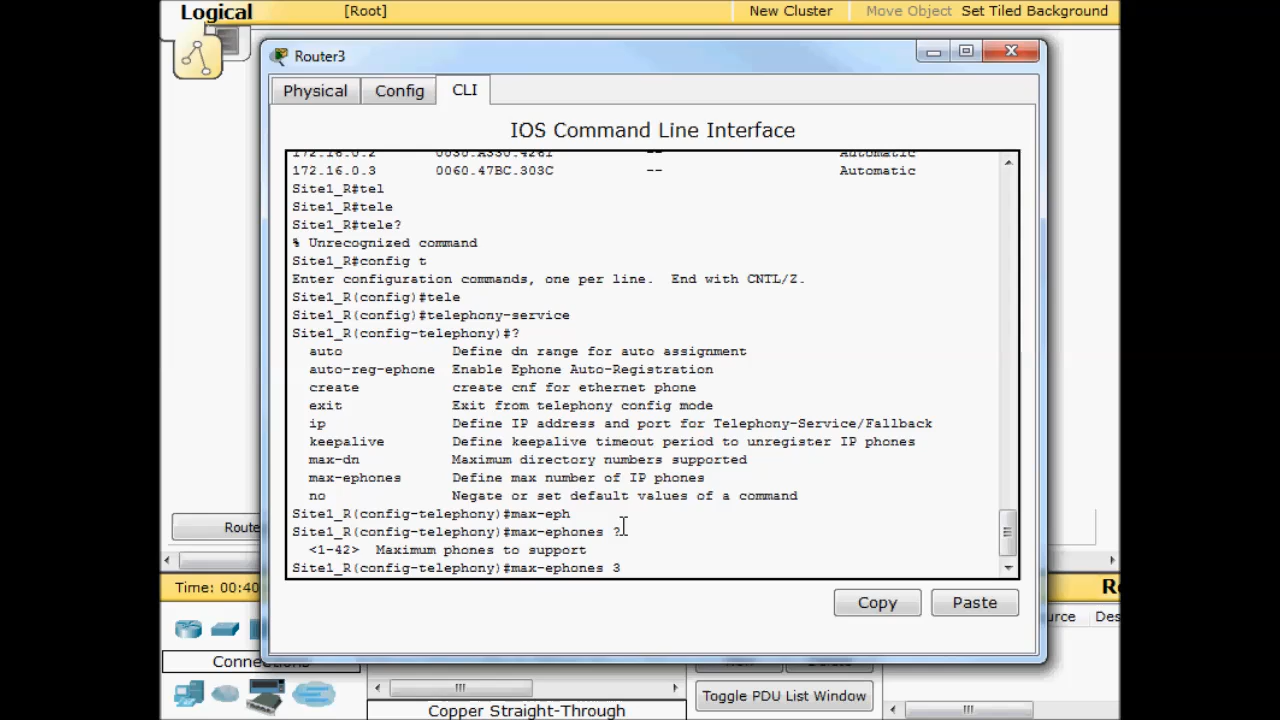 Logical
[Root]
New Cluster
Move Object
Set Tiled Background
Router3
Physical
Config
CLI
IOS Command Line Interface
172.16.0.2 -- Automatic
172.16.0.3 0060.47BC.303C -- Automatic
Site1_R#tel
Site1_R#tele
Site1_R#tele?
% Unrecognized command
Site1_R#config t
Enter configuration commands, one per line. End with CNTL/Z.
Site1_R(config)#tele
Site1_R(config)#telephony-service
Site1_R(config-telephony)#?
auto Define dn range for auto assignment
auto-reg-ephone Enable Ephone Auto-Registration
create create cnf for ethernet phone
exit Exit from telephony config mode
ip Define IP address and port for Telephony-Service/Fallback
keepalive Define keepalive timeout period to unregister IP phones
max-dn Maximum directory numbers supported
max-ephones Define max number of IP phones
no Negate or set default values of a command
Site1_R(config-telephony)#max-eph
Site1_R(config-telephony)#max-ephones ?
<1-42> Maximum phones to support
Site1_R(config-telephony)#max-ephones 3
Copy
Paste
Route
Time: 00:40
Connections
Copper Straight-Through
Toggle PDU List Window
R
urce
Des